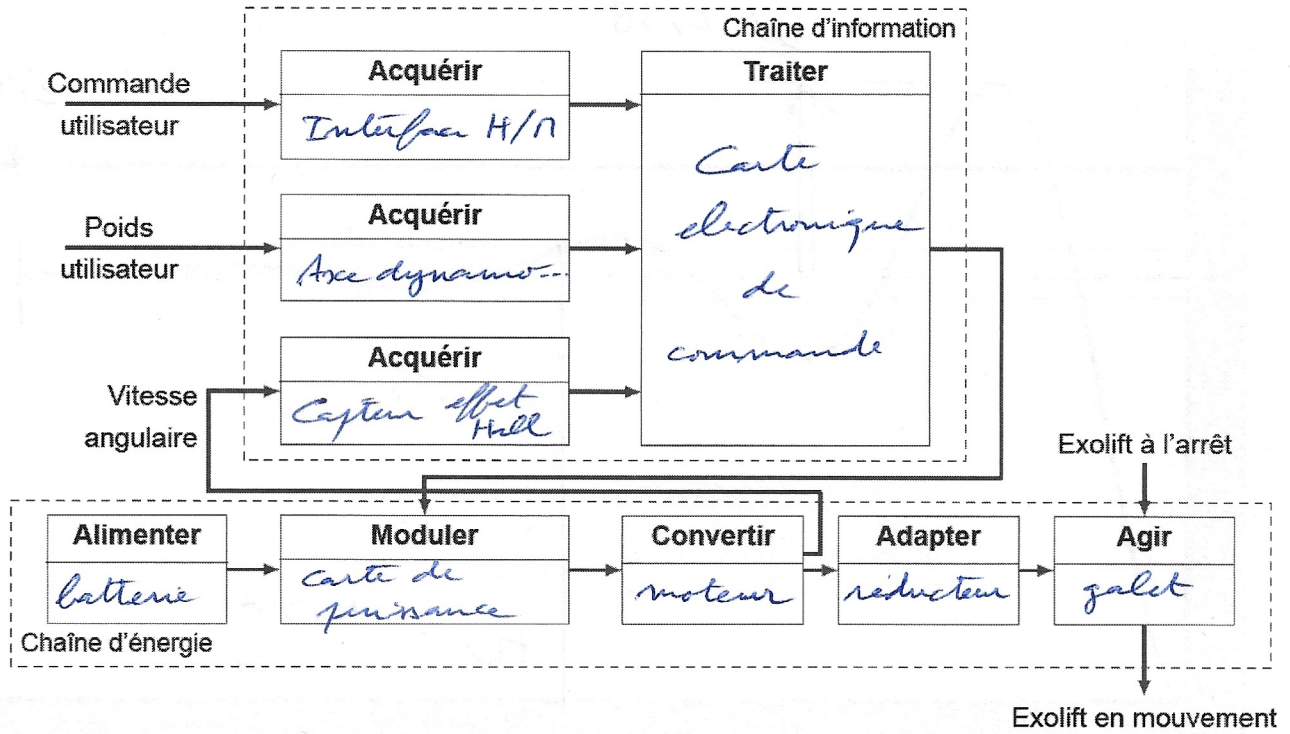 Chaîne d'information
Commande
utilisateur
Acquérir
Interface H/M
Traiter
Carte
electronique
de
commande
Poids
utilisateur
Acquérir
Axe dynamo---
Vitesse
angulaire
Acquérir
Capteur effet
Hall
Exolift à l'arrêt
Alimenter
batterie
Moduler
carte de
puissance
Convertir
moteur
Adapter
réducteur
Agir
galet
Chaîne d'énergie
Exolift en mouvement